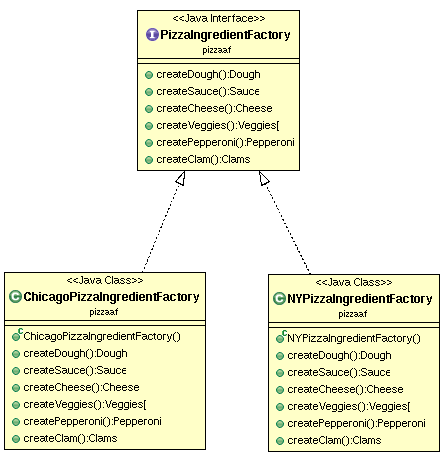 <<Java Interface>>
PizzaIngredientFactory
pizzaaf
createDough():Dough
createSauce():Sauce
createCheese():Cheese
createVeggies():Veggies[
createPepperoni():Pepperoni
createClam():Clams
<<Java Class>>
ChicagoPizzaIngredientFactory
pizzaaf
ChicagoPizzaIngredientFactory()
createDough():Dough
createSauce():Sauce
createCheese():Cheese
createVeggies():Veggies[
createPepperoni():Pepperoni
createClam():Clams
<<Java Class>>
NYPizzaIngredientFactory
pizzaaf
NYPizzaIngredientFactory()
createDough():Dough
createSauce():Sauce
createCheese():Cheese
createVeggies():Veggies[
createPepperoni():Pepperoni
createClam():Clams